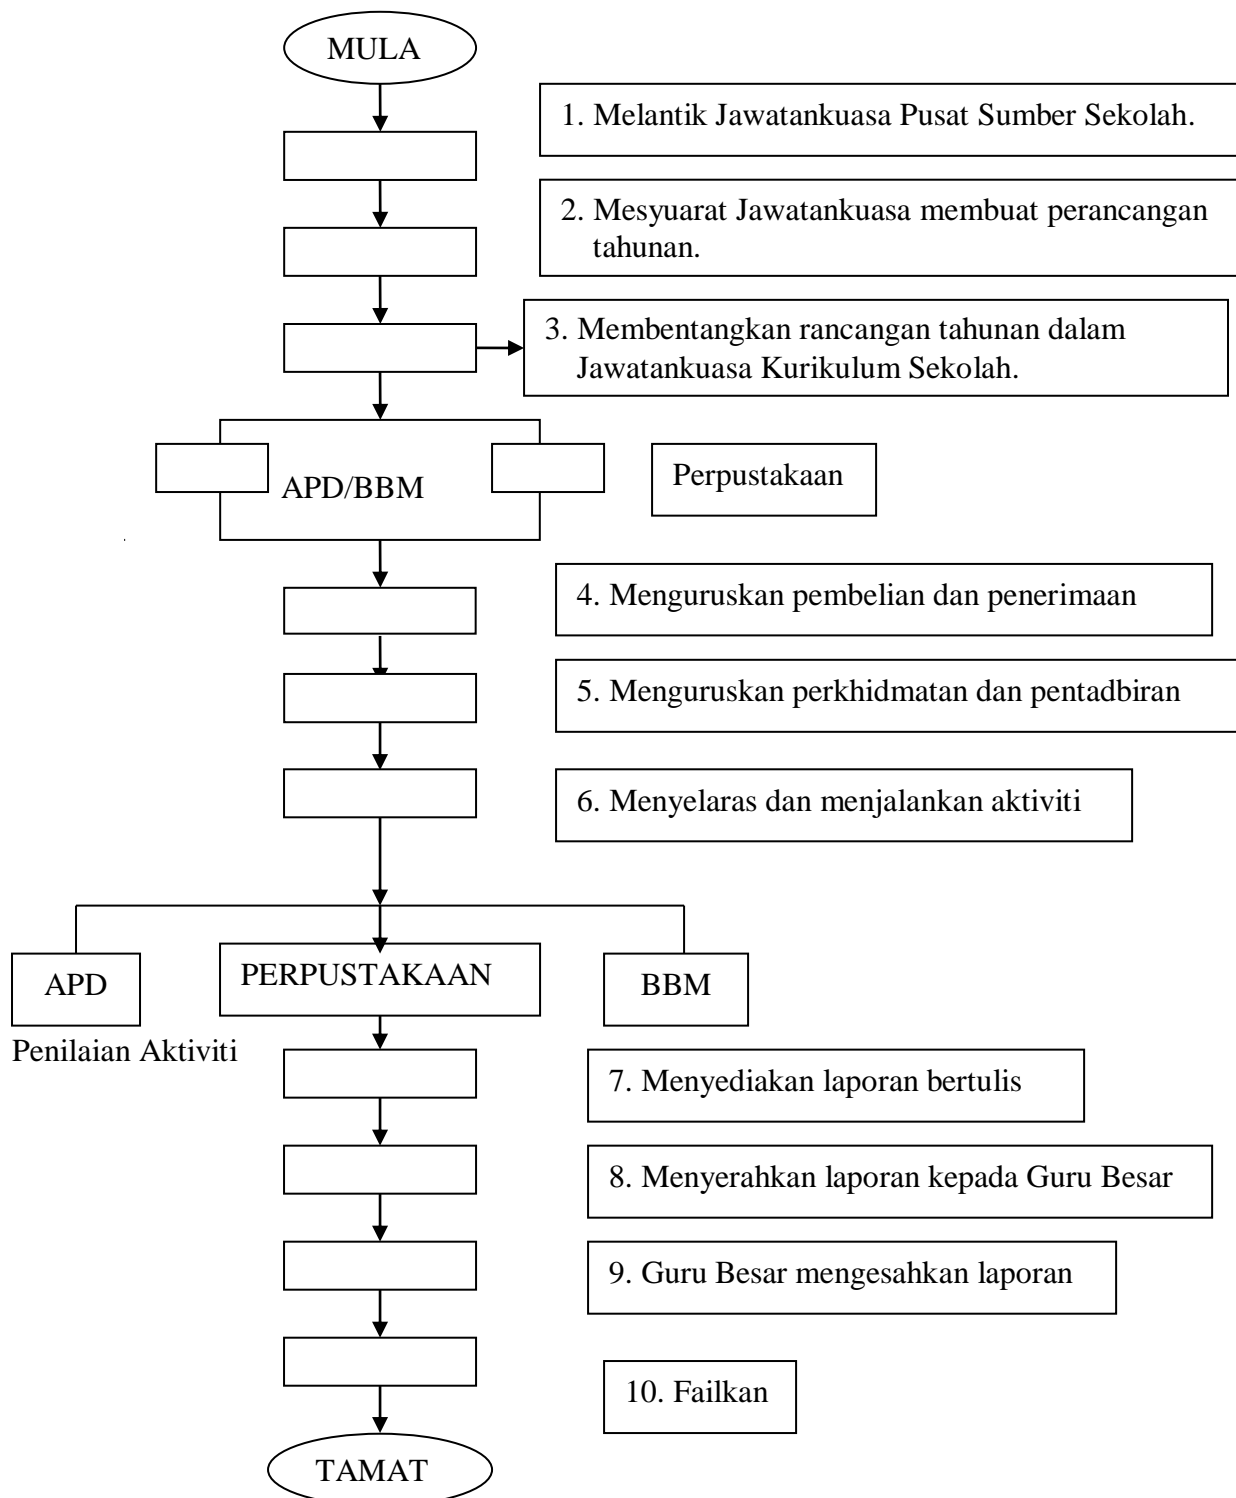 MULA
1. Melantik Jawatankuasa Pusat Sumber Sekolah.
2. Mesyuarat Jawatankuasa membuat perancangan
tahunan.
3. Membentangkan rancangan tahunan dalam
Jawatankuasa Kurikulum Sekolah.
APD/BBM
Perpustakaan
4. Menguruskan pembelian dan penerimaan
5. Menguruskan perkhidmatan dan pentadbiran
6. Menyelaras dan menjalankan aktiviti
APD
PERPUSTAKAAN
BBM
Penilaian Aktiviti
7. Menyediakan laporan bertulis
8. Menyerahkan laporan kepada Guru Besar
9. Guru Besar mengesahkan laporan
10. Failkan
TAMAT